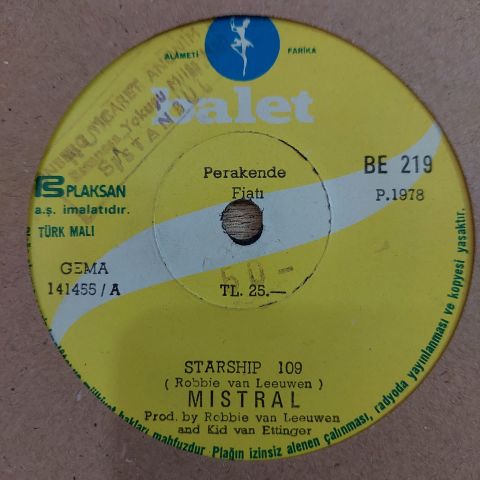 ALÂMETİ FARİKA
balet
İSTANBUL
Perakende
Fiatı
BE 219
P.1978
PLAKSAN
a.ş. imalatıdır.
TÜRK MALI
GEMA
141455/A
50-
TL. 25.—
STARSHIP 109
( Robbie van Leeuwen )
MISTRAL
Prod. by Robbie van Leeuwen
and Kid van Ettinger
hakları mahfuzdur. Plağın izinsiz alenen çalınması, radyoda yayınlanması ve kopyesi yasaktır.